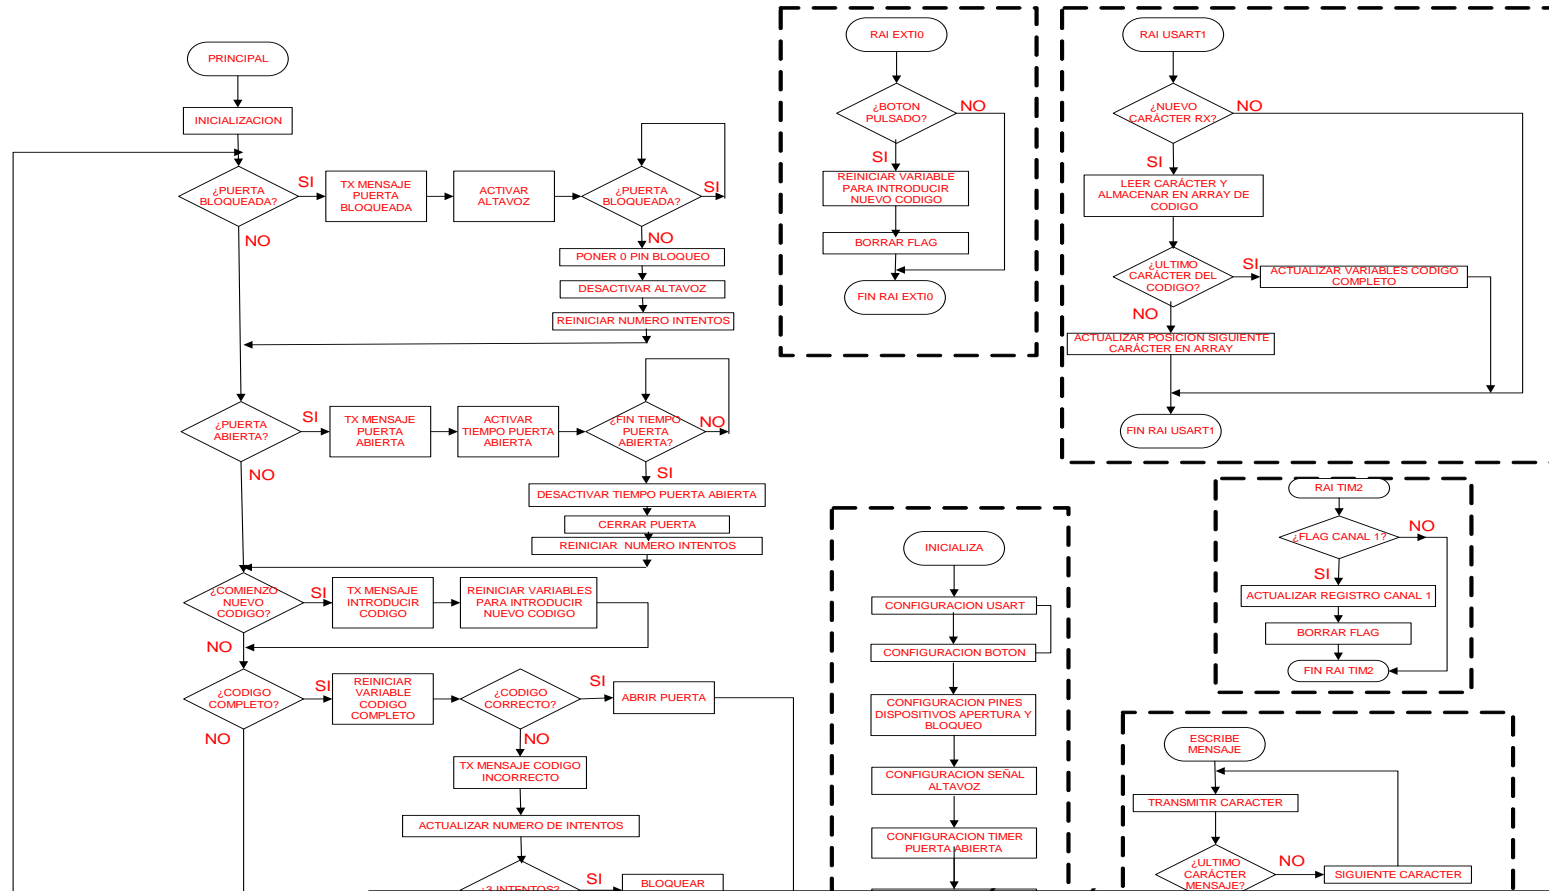 PRINCIPAL
INICIALIZACION
¿PUERTA
BLOQUEADA?
SI
TX MENSAJE
PUERTA
BLOQUEADA
ACTIVAR
ALTAVOZ
¿PUERTA
BLOQUEADA?
SI
NO
NO
PONER 0 PIN BLOQUEO
DESACTIVAR ALTAVOZ
REINICIAR NUMERO INTENTOS
¿PUERTA
ABIERTA?
SI
TX MENSAJE
PUERTA
ABIERTA
ACTIVAR
TIEMPO PUERTA
ABIERTA
¿FIN TIEMPO
PUERTA
ABIERTA?
NO
NO
SI
DESACTIVAR TIEMPO PUERTA ABIERTA
CERRAR PUERTA
REINICIAR NUMERO INTENTOS
¿COMIENZO
NUEVO
CODIGO?
SI
TX MENSAJE
INTRODUCIR
CODIGO
REINICIAR VARIABLES
PARA INTRODUCIR
NUEVO CODIGO
NO
¿CODIGO
COMPLETO?
SI
REINICIAR
VARIABLE
CODIGO
COMPLETO
¿CODIGO
CORRECTO?
SI
ABRIR PUERTA
NO
NO
TX MENSAJE CODIGO
INCORRECTO
ACTUALIZAR NUMERO DE INTENTOS
¿3 INTENTOS?
SI
BLOQUEAR
RAI EXTI0
¿BOTON
PULSADO?
NO
SI
REINICIAR VARIABLE
PARA INTRODUCIR
NUEVO CODIGO
BORRAR FLAG
FIN RAI EXTI0
RAI USART1
¿NUEVO
CARÁCTER RX?
NO
SI
LEER CARÁCTER Y
ALMACENAR EN ARRAY DE
CODIGO
¿ULTIMO
CARÁCTER DEL
CODIGO?
SI
ACTUALIZAR VARIABLES CODIGO
COMPLETO
NO
ACTUALIZAR POSICION SIGUIENTE
CARÁCTER EN ARRAY
FIN RAI USART1
RAI TIM2
¿FLAG CANAL 1?
NO
SI
ACTUALIZAR REGISTRO CANAL 1
BORRAR FLAG
FIN RAI TIM2
INICIALIZA
CONFIGURACION USART
CONFIGURACION BOTON
CONFIGURACION PINES
DISPOSITIVOS APERTURA Y
BLOQUEO
CONFIGURACION SEÑAL
ALTAVOZ
CONFIGURACION TIMER
PUERTA ABIERTA
ESCRIBE
MENSAJE
TRANSMITIR CARACTER
¿ULTIMO
CARÁCTER
MENSAJE?
NO
SIGUIENTE CARACTER